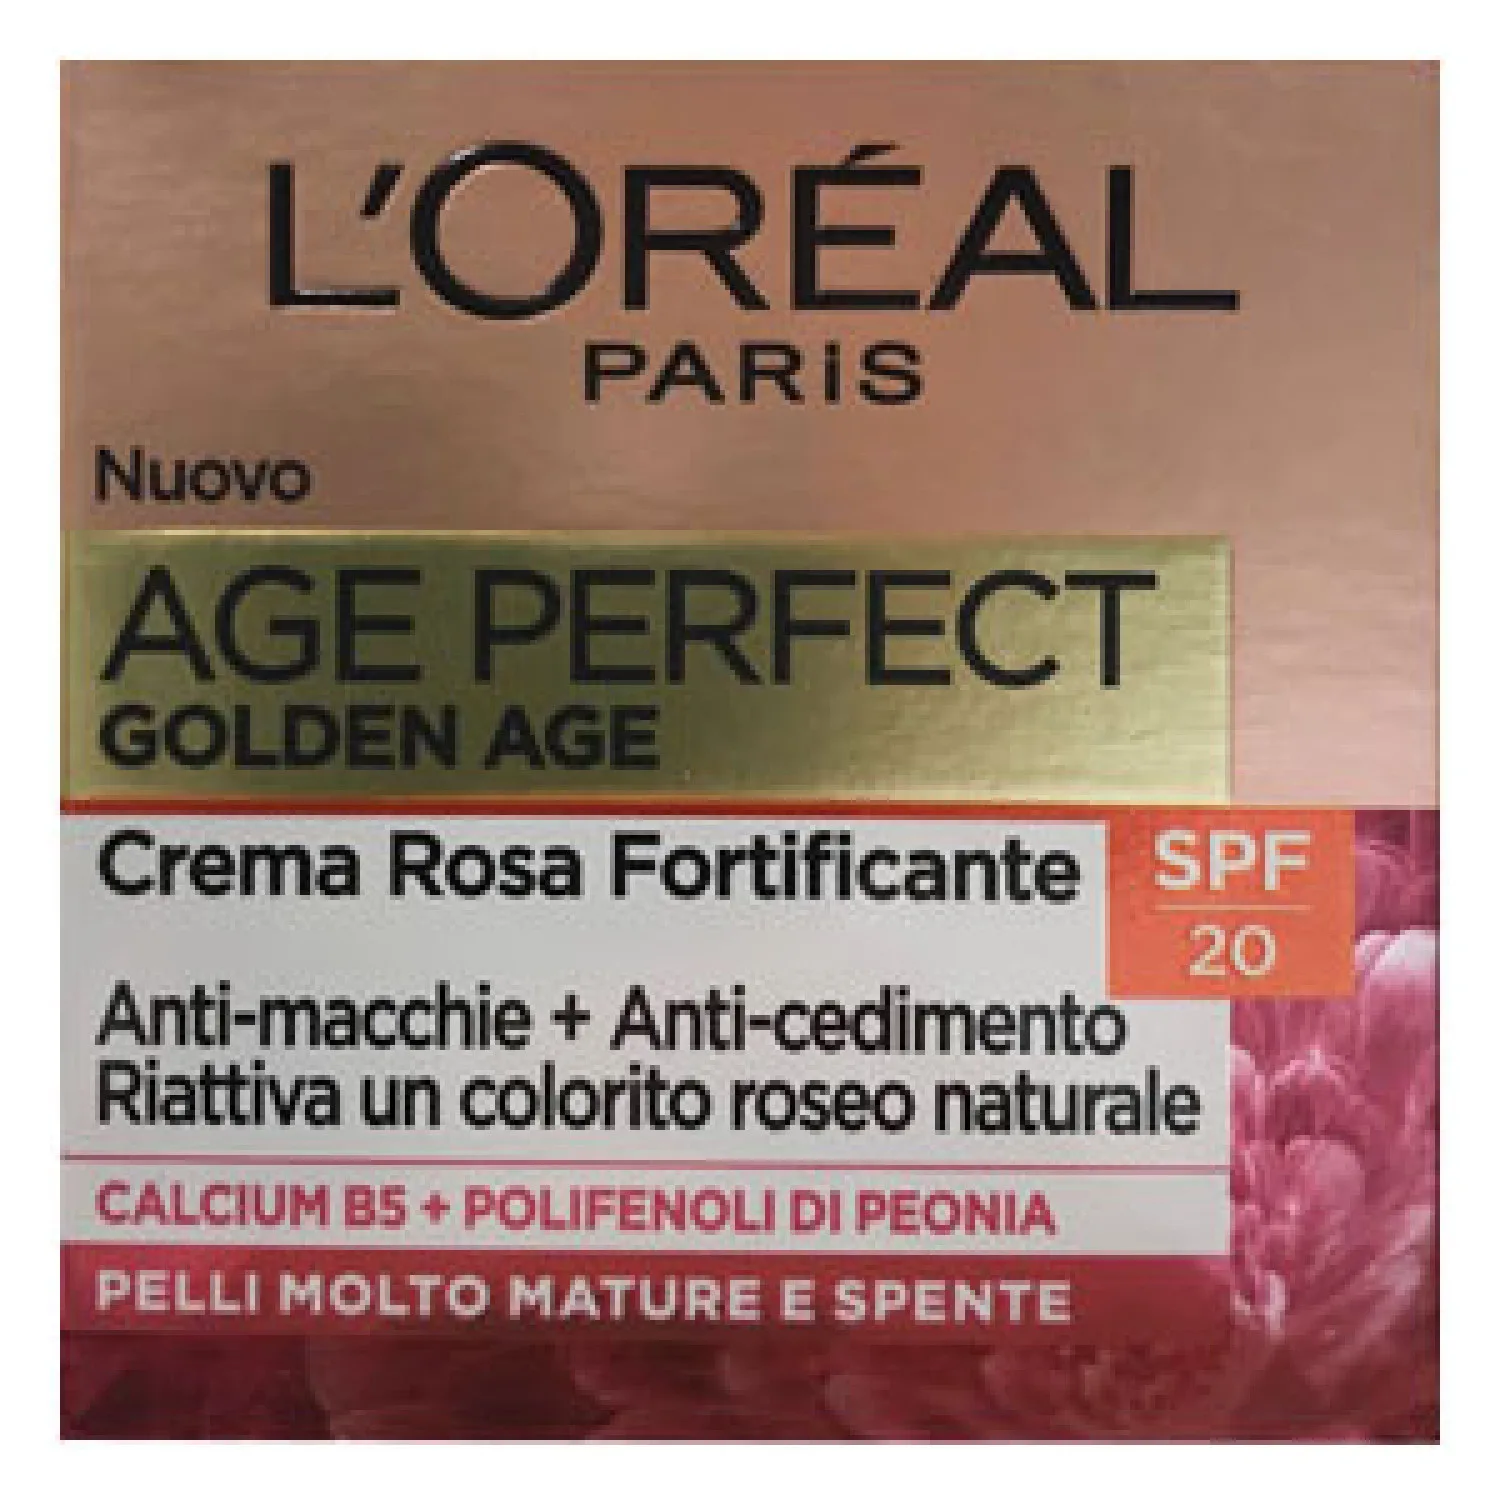 L'ORÉAL
PARiS
Nuovo
AGE PERFECT
GOLDEN AGE
Crema Rosa Fortificante
SPF
20
Anti-macchie + Anti-cedimento
Riattiva un colorito roseo naturale
CALCIUM B5 + POLIFENOLI DI PEONIA
PELLI MOLTO MATURE E SPENTE